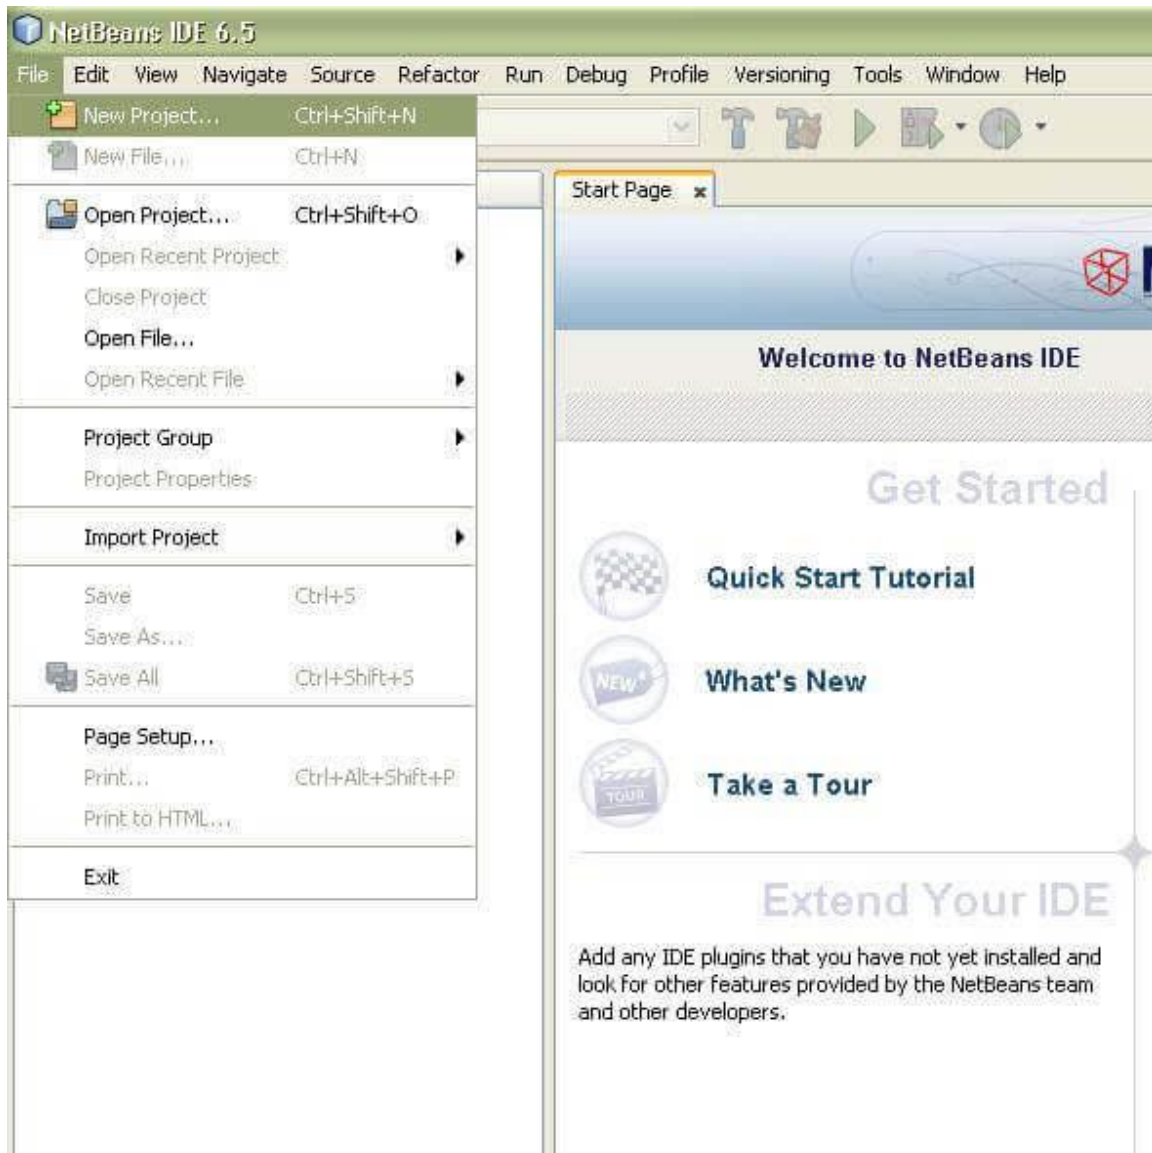 NetBeans IDE 6.5
File Edit View Navigate Source Refactor Run Debug Profile Versioning Tools Window Help
New Project... Ctrl+Shift+N
New File... Ctrl+N
Open Project... Ctrl+Shift+O
Open Recent Project
Close Project
Open File...
Open Recent File
Project Group
Project Properties
Import Project
Save Ctrl+S
Save As...
Save All Ctrl+Shift+S
Page Setup...
Print... Ctrl+Alt+Shift+P
Print to HTML...
Exit
Start Page
Welcome to NetBeans IDE
Get Started
Quick Start Tutorial
NEW
What's New
TOUR
Take a Tour
Extend Your IDE
Add any IDE plugins that you have not yet installed and
look for other features provided by the NetBeans team
and other developers.